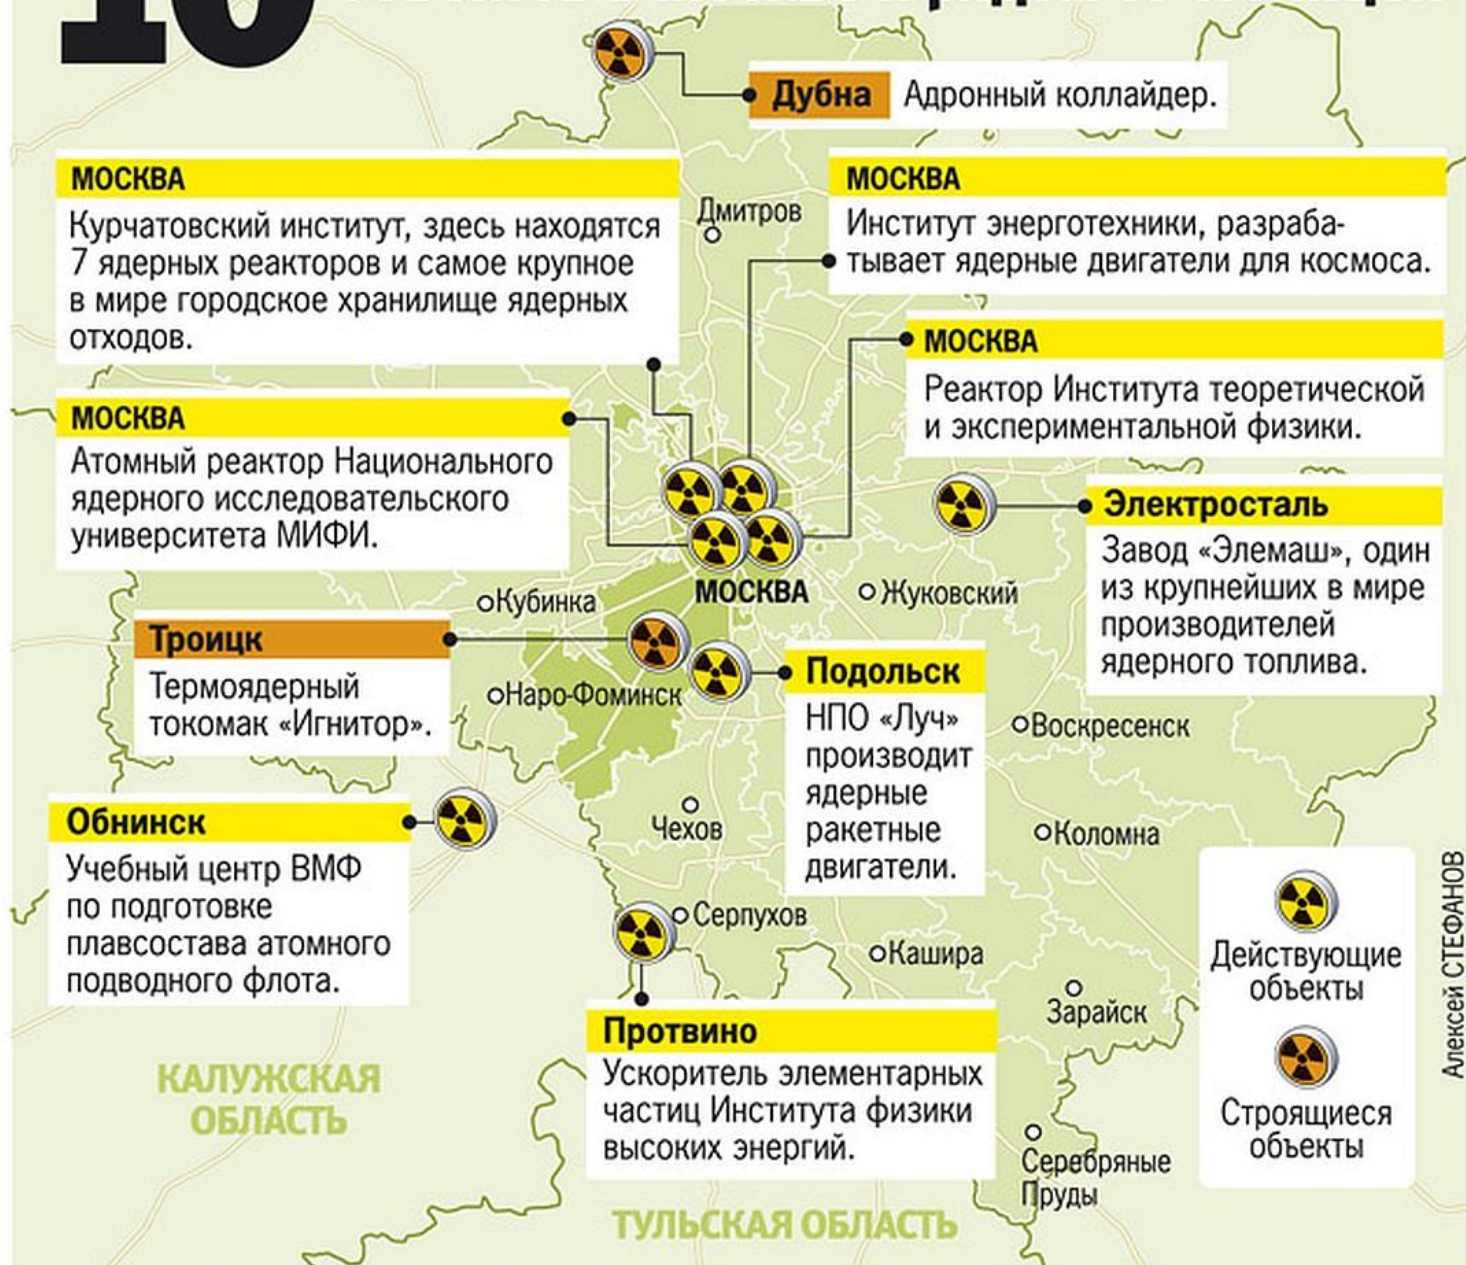 10
Дубна Адронный коллайдер.
МОСКВА
Курчатовский институт, здесь находятся
7 ядерных реакторов и самое крупное
в мире городское хранилище ядерных
отходов.
МОСКВА
Институт энерготехники, разраба-
тывает ядерные двигатели для космоса.
Дмитров
МОСКВА
Реактор Института теоретической
и экспериментальной физики.
МОСКВА
Атомный реактор Национального
ядерного исследовательского
университета МИФИ.
Электросталь
Завод «Элемаш», один
из крупнейших в мире
производителей
ядерного топлива.
МОСКВА
Жуковский
Кубинка
Троицк
Термоядерный
токомак «Игнитор».
Наро-Фоминск
Подольск
НПО «Луч»
производит
ядерные
ракетные
двигатели.
Воскресенск
Обнинск
Учебный центр ВМФ
по подготовке
плавсостава атомного
подводного флота.
Чехов
Коломна
Серпухов
Кашира
Зарайск
Протвино
Ускоритель элементарных
частиц Института физики
высоких энергий.
Серебряные
Пруды
КАЛУЖСКАЯ
ОБЛАСТЬ
ТУЛЬСКАЯ ОБЛАСТЬ
Действующие
объекты
Строящиеся
объекты
Алексей СТЕФАНОВ